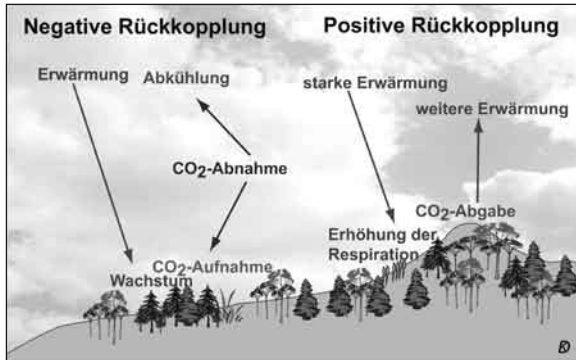 Negative Rückkopplung
Erwärmung
Abkühlung
CO2-Abnahme
CO2-Aufnahme
Wachstum
Positive Rückkopplung
starke Erwärmung
weitere Erwärmung
CO2-Abgabe
Erhöhung der
Respiration